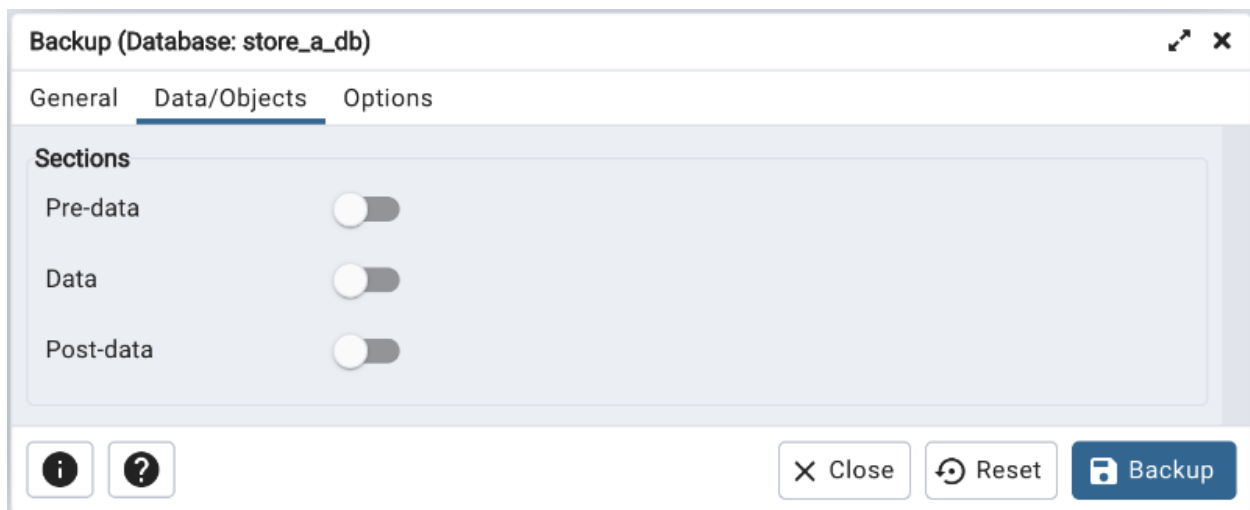 Backup (Database: store_a_db)
General Data/Objects Options
Sections
Pre-data
Data
Post-data
Close Reset Backup